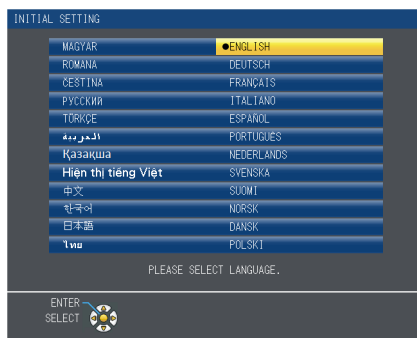 INITIAL SETTING
MAGYAR ●ENGLISH
ROMANA DEUTSCH
ČEŠTINA FRANÇAIS
РУССКИЙ ITALIANO
TÜRKÇE ESPAÑOL
العربية PORTUGUÊS
Қазақша NEDERLANDS
Hiện thị tiếng Việt SVENSKA
中文 SUOMI
한국어 NORSK
日本語 DANSK
ไทย POLSKI
PLEASE SELECT LANGUAGE.
ENTER
SELECT